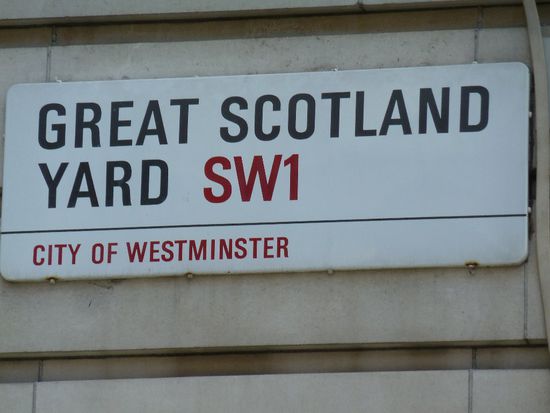 GREAT SCOTLAND
YARD SW1
CITY OF WESTMINSTER